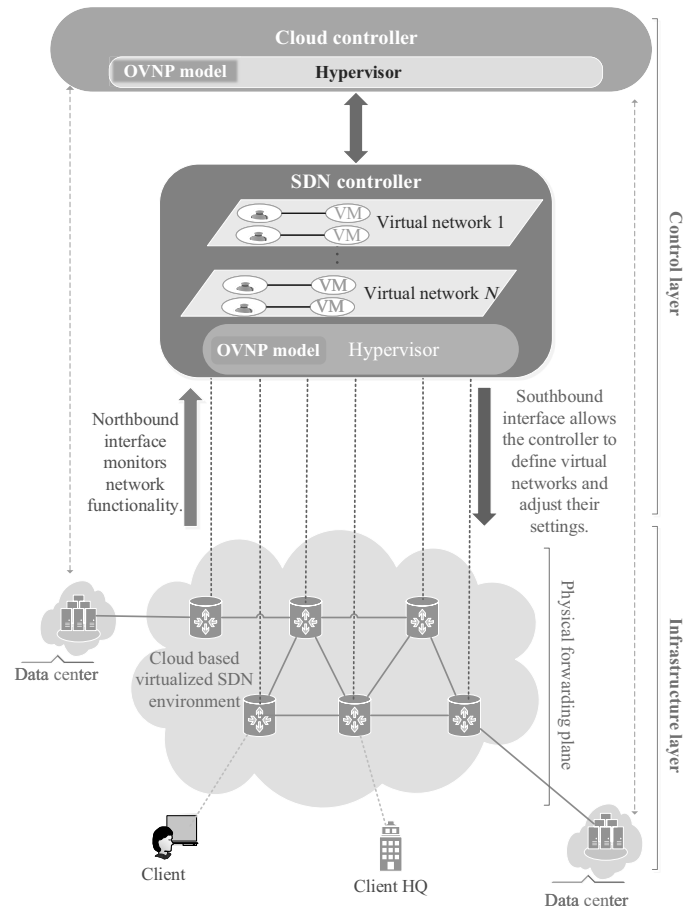 Cloud controller
OVNP model
Hypervisor
SDN controller
VM
VM
Virtual network 1
:
VM
VM
Virtual network N
OVNP model
Hypervisor
Control layer
Northbound
interface
monitors
network
functionality.
Southbound
interface allows
the controller to
define virtual
networks and
adjust their
settings.
Cloud based
virtualized SDN
environment
Data center
Physical forwarding plane
Infrastructure layer
Client
Client HQ
Data center